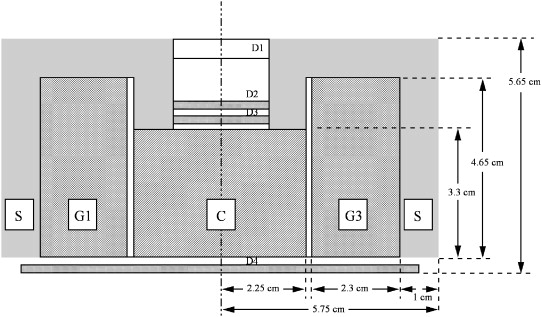 D1
5.65 cm
D2
D3
4.65 cm
3.3 cm
S
G1
C
G3
S
D4
2.25 cm
2.3 cm
1 cm
5.75 cm